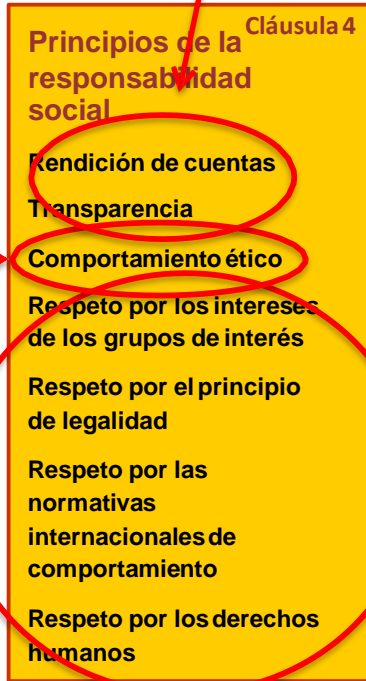 Cláusula 4
Principios de la
responsabilidad
social
Rendición de cuentas
Transparencia
Comportamiento ético
Respeto por los intereses
de los grupos de interés
Respeto por el principio
de legalidad
Respeto por las
normativas
internacionales de
comportamiento
Respeto por los derechos
humanos